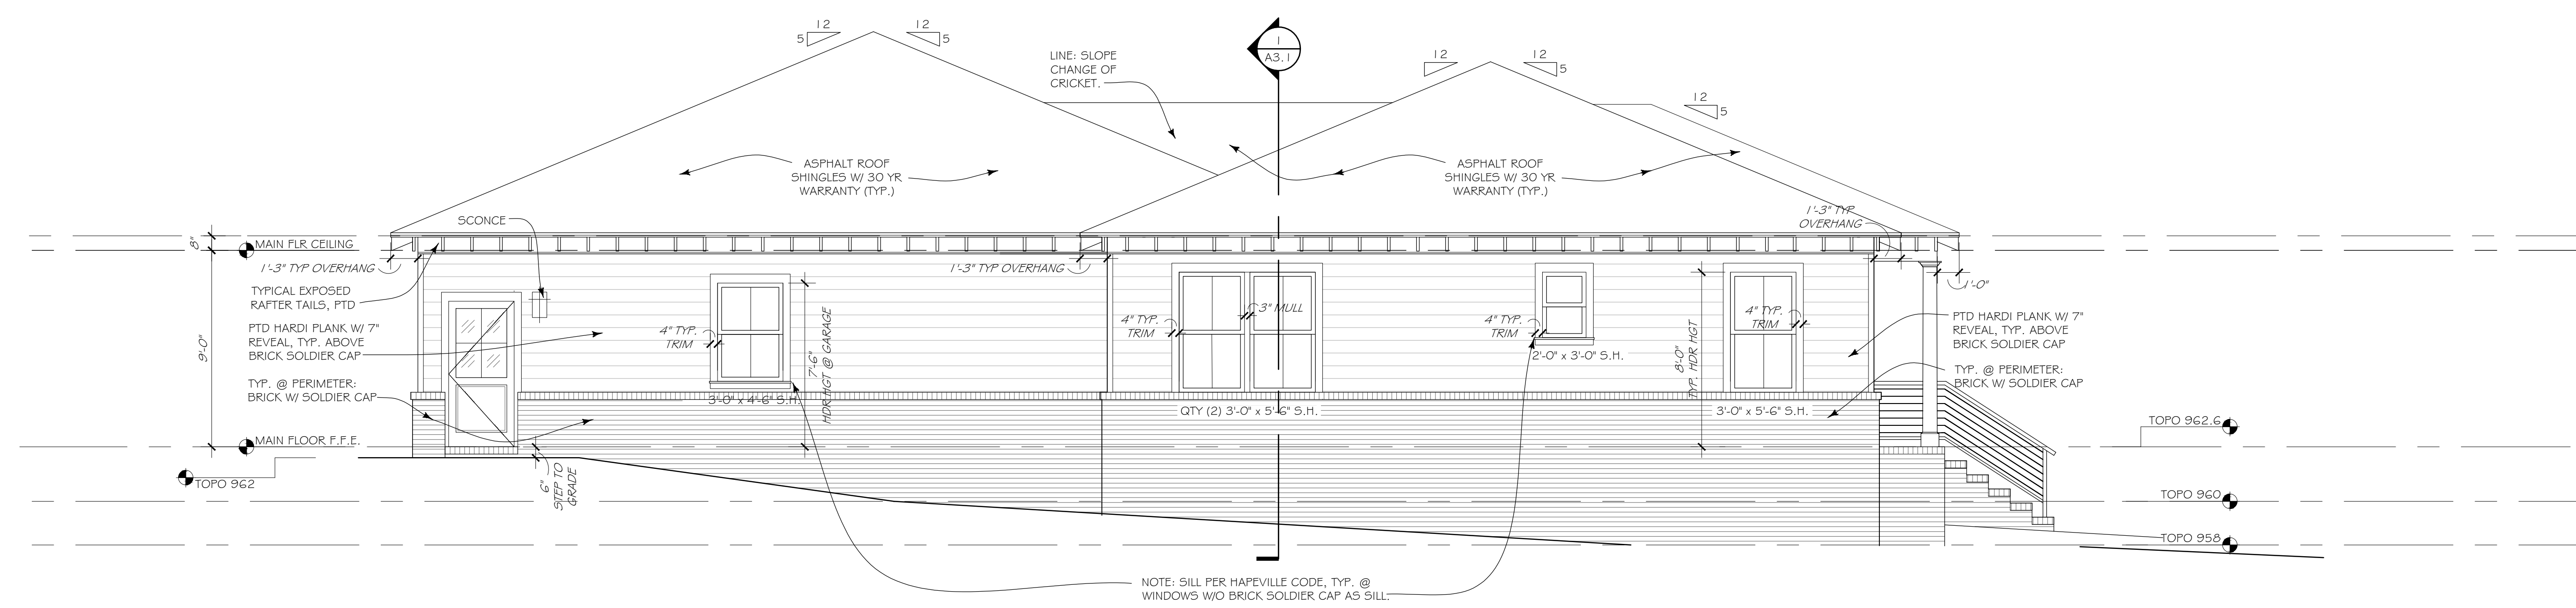 12
5
12
5
LINE: SLOPE
CHANGE OF
CRICKET.
1
A3.1
12
12
5
12
5
ASPHALT ROOF
SHINGLES W/ 30 YR
WARRANTY (TYP.)
ASPHALT ROOF
SHINGLES W/ 30 YR
WARRANTY (TYP.)
SCONCE
1'-3" TYP
OVERHANG
8"
MAIN FLR CEILING
1'-3" TYP OVERHANG
1'-3" TYP OVERHANG
1'-0"
TYPICAL EXPOSED
RAFTER TAILS, PTD
PTD HARDI PLANK W/ 7"
REVEAL, TYP. ABOVE
BRICK SOLDIER CAP
9'-0"
TYP. @ PERIMETER:
BRICK W/ SOLDIER CAP
4" TYP.
TRIM
7'-6"
HDR HGT @ GARAGE
3'-0" x 4'-6" S.H.
4" TYP.
TRIM
3" MULL
QTY (2) 3'-0" x 5'-6" S.H.
4" TYP.
TRIM
2'-0" x 3'-0" S.H.
8'-0"
TYP. HDR HGT
4" TYP.
TRIM
3'-0" x 5'-6" S.H.
PTD HARDI PLANK W/ 7"
REVEAL, TYP. ABOVE
BRICK SOLDIER CAP
TYP. @ PERIMETER:
BRICK W/ SOLDIER CAP
MAIN FLOOR F.F.E.
TOPO 962
6"
STEP TO
GRADE
TOPO 962.6
TOPO 960
TOPO 958
NOTE: SILL PER HAPEVILLE CODE, TYP. @
WINDOWS W/O BRICK SOLDIER CAP AS SILL.